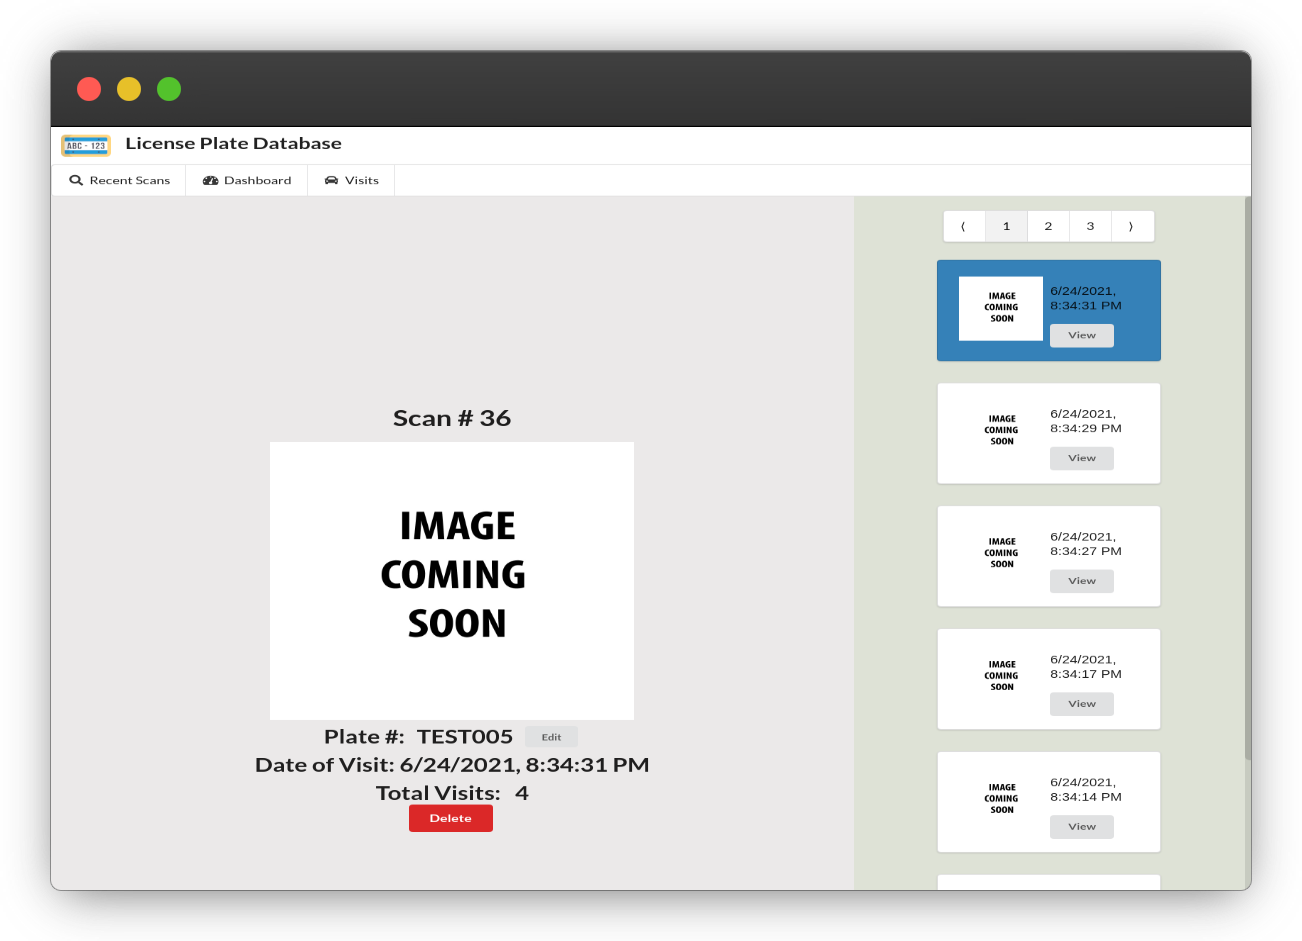 ABC - 123
License Plate Database
Recent Scans
Dashboard
Visits
Scan # 36
IMAGE
COMING
SOON
Plate #: TEST005 Edit
Date of Visit: 6/24/2021, 8:34:31 PM
Total Visits: 4
Delete
⟨ 1 2 3 ⟩
IMAGE
COMING
SOON
6/24/2021,
8:34:31 PM
View
IMAGE
COMING
SOON
6/24/2021,
8:34:29 PM
View
IMAGE
COMING
SOON
6/24/2021,
8:34:27 PM
View
IMAGE
COMING
SOON
6/24/2021,
8:34:17 PM
View
IMAGE
COMING
SOON
6/24/2021,
8:34:14 PM
View